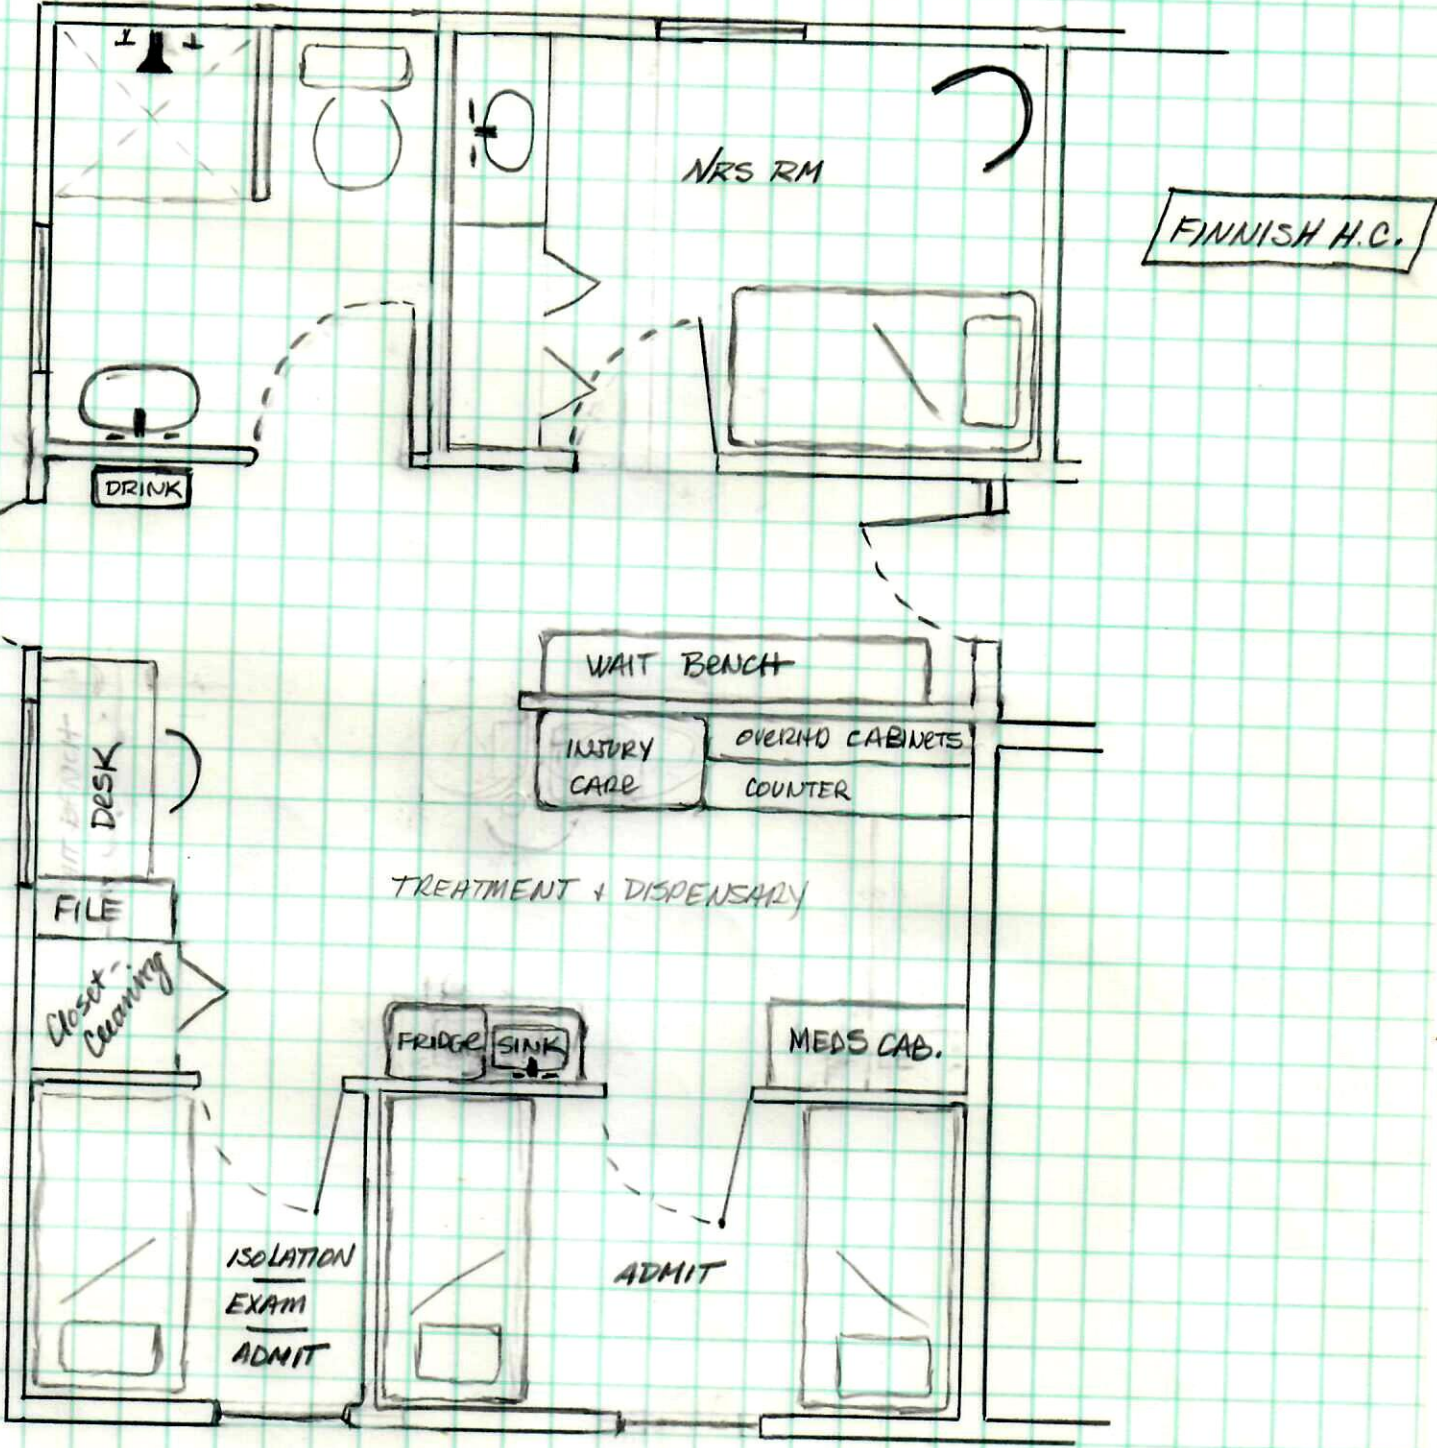 NRS RM
FINNISH H.C.
DRINK
WAIT BENCH
INJURY
CARE
OVERHD CABINETS
COUNTER
DESK
FILE
TREATMENT + DISPENSARY
Closet-
Cleaning
FRIDGE
SINK
MEDS CAB.
ISOLATION
EXAM
ADMIT
ADMIT